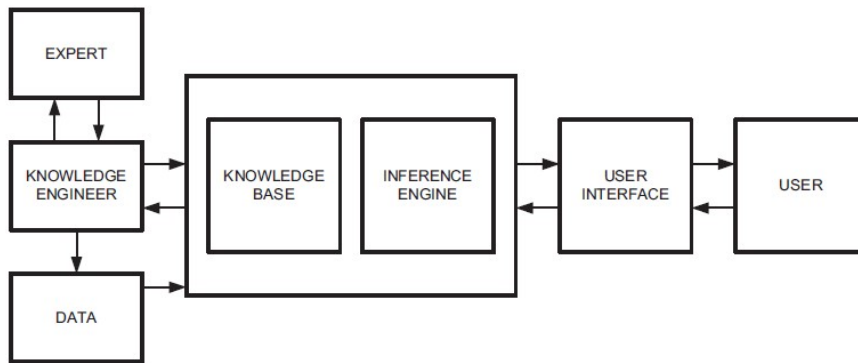 EXPERT
KNOWLEDGE
ENGINEER
DATA
KNOWLEDGE
BASE
INFERENCE
ENGINE
USER
INTERFACE
USER